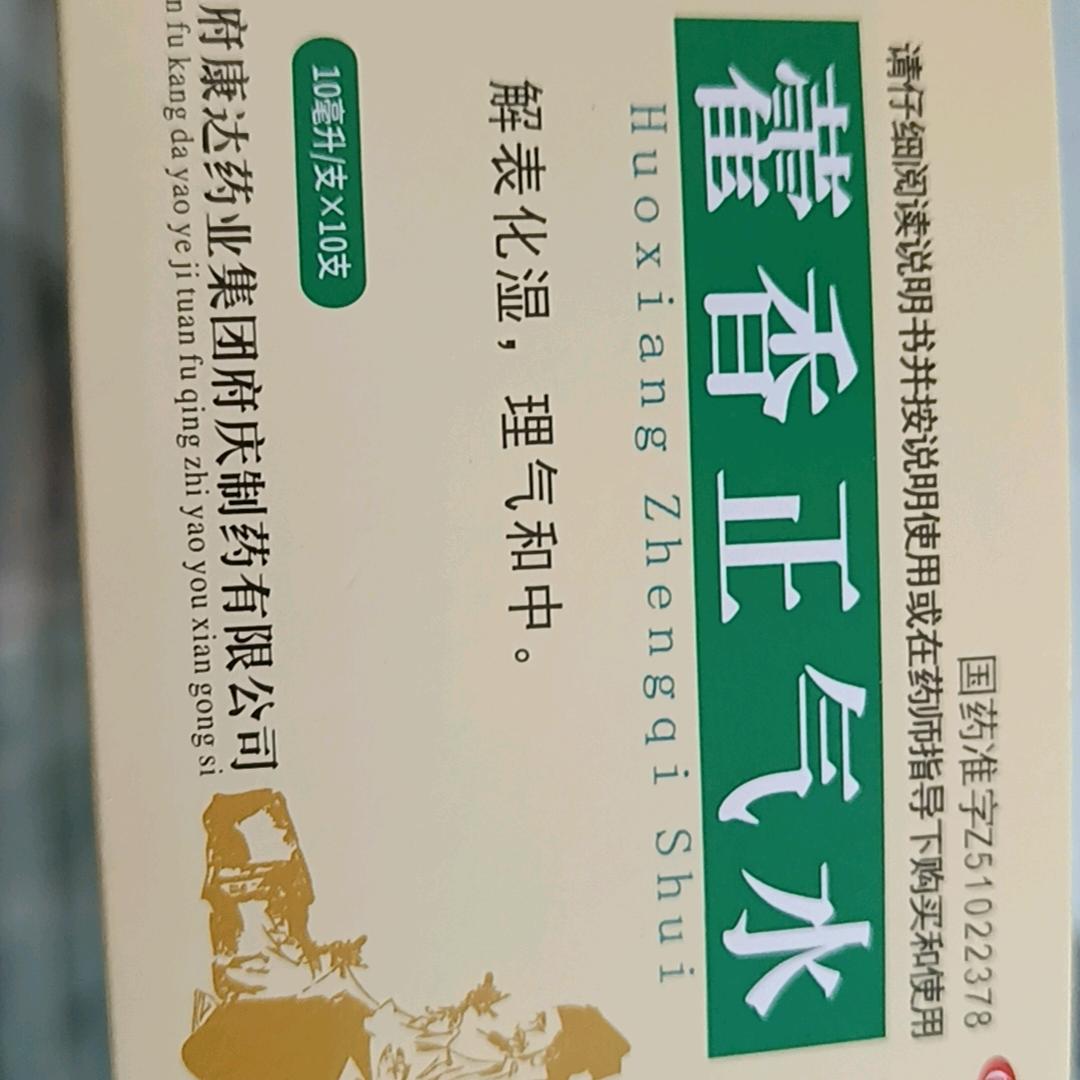 国药准字Z51022378
请仔细阅读说明书并按说明使用或在药师指导下购买和使用
藿香正气水
Huoxiang Zhengqi Shui
解表化湿，理气和中。
10毫升/支×10支
府康达药业集团府庆制药有限公司
fu kang da yao ye ji tuan fu qing zhi yao you xian gong si